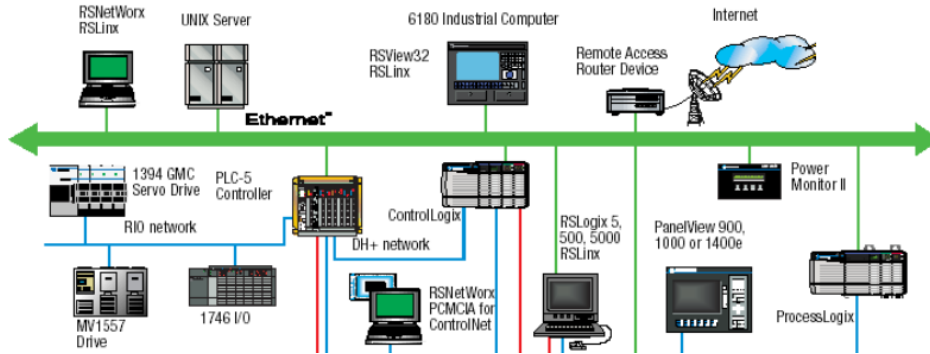 RSNetWorx
RSLinx
UNIX Server
6180 Industrial Computer
RSView32
RSLinx
Internet
Remote Access
Router Device
Ethernet™
1394 GMC
Servo Drive
PLC-5
Controller
ControlLogix
Power
Monitor II
RSLogix 5,
500, 5000
RSLinx
PanelView 900,
1000 or 1400e
RIO network
DH+ network
MV1557
Drive
1746 I/O
RSNetWorx
PCMCIA for
ControlNet
ProcessLogix